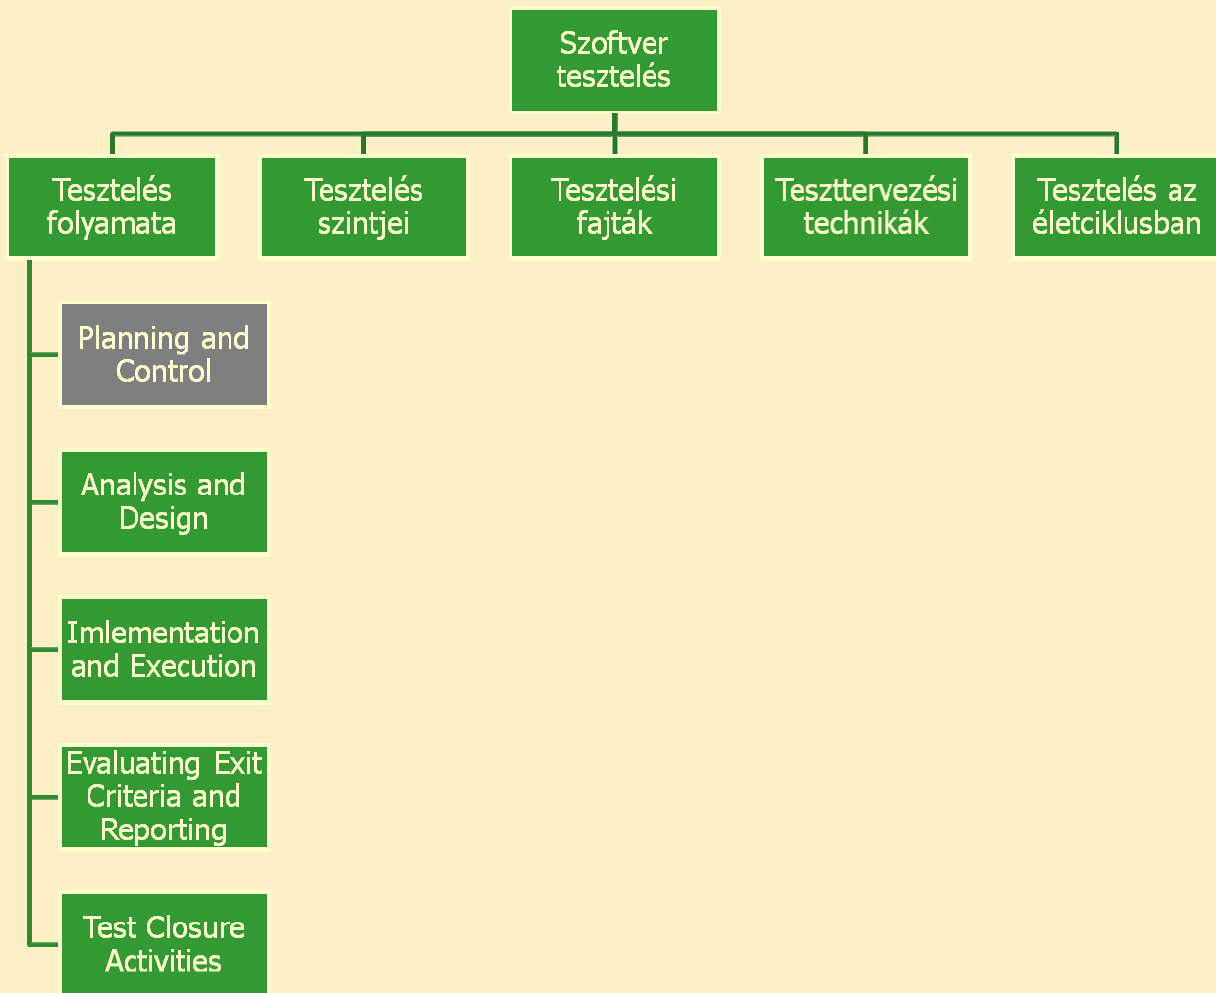 Szoftver
tesztelés
Tesztelés
folyamata
Tesztelés
szintjei
Tesztelési
fajták
Teszttervezési
technikák
Tesztelés az
életciklusban
Planning and
Control
Analysis and
Design
Imlementation
and Execution
Evaluating Exit
Criteria and
Reporting
Test Closure
Activities